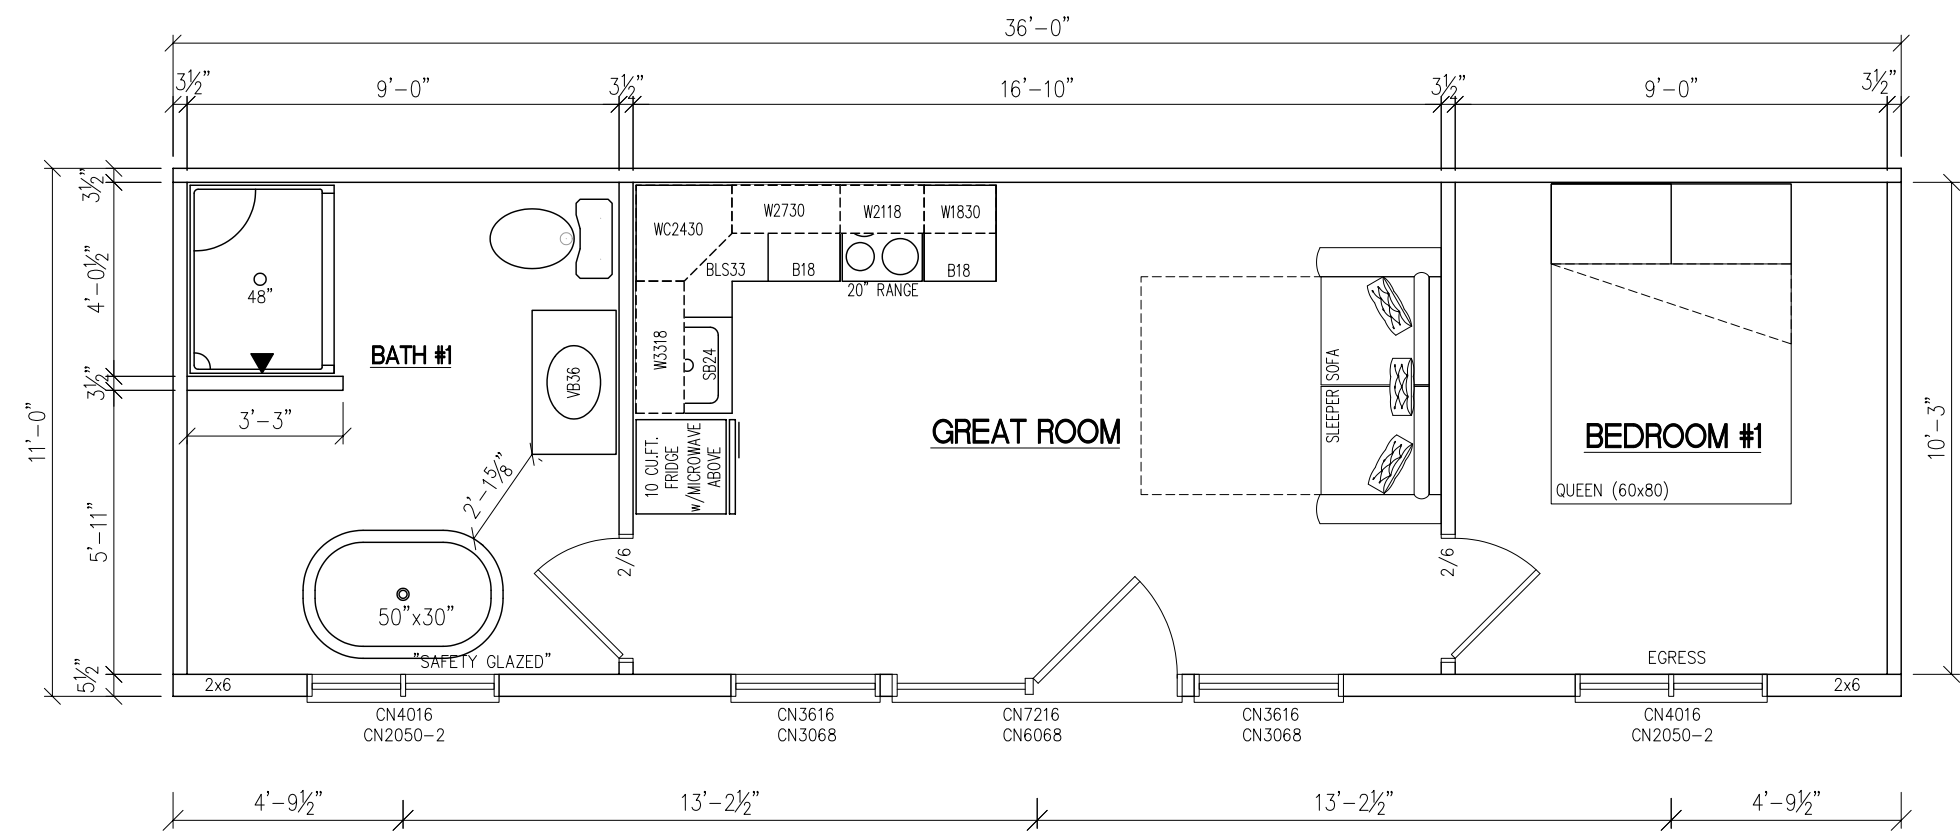 36'-0"
3½" 9'-0" 3½" 16'-10" 3½" 9'-0" 3½"
3½"
4'-0½"
3½"
5'-11"
5½"
11'-0"
10'-3"
48"
3'-3"
BATH #1
VB36
2'-1⅝"
50"x30"
"SAFETY GLAZED"
2x6
WC2430
W2730
W2118
W1830
BLS33
B18
B18
20" RANGE
W3318
SB24
10 CU.FT.
FRIDGE
w/MICROWAVE
ABOVE
2/6
GREAT ROOM
SLEEPER SOFA
2/6
BEDROOM #1
QUEEN (60x80)
EGRESS
2x6
CN4016
CN2050-2
CN3616
CN3068
CN7216
CN6068
CN3616
CN3068
CN4016
CN2050-2
4'-9½" 13'-2½" 13'-2½" 4'-9½"